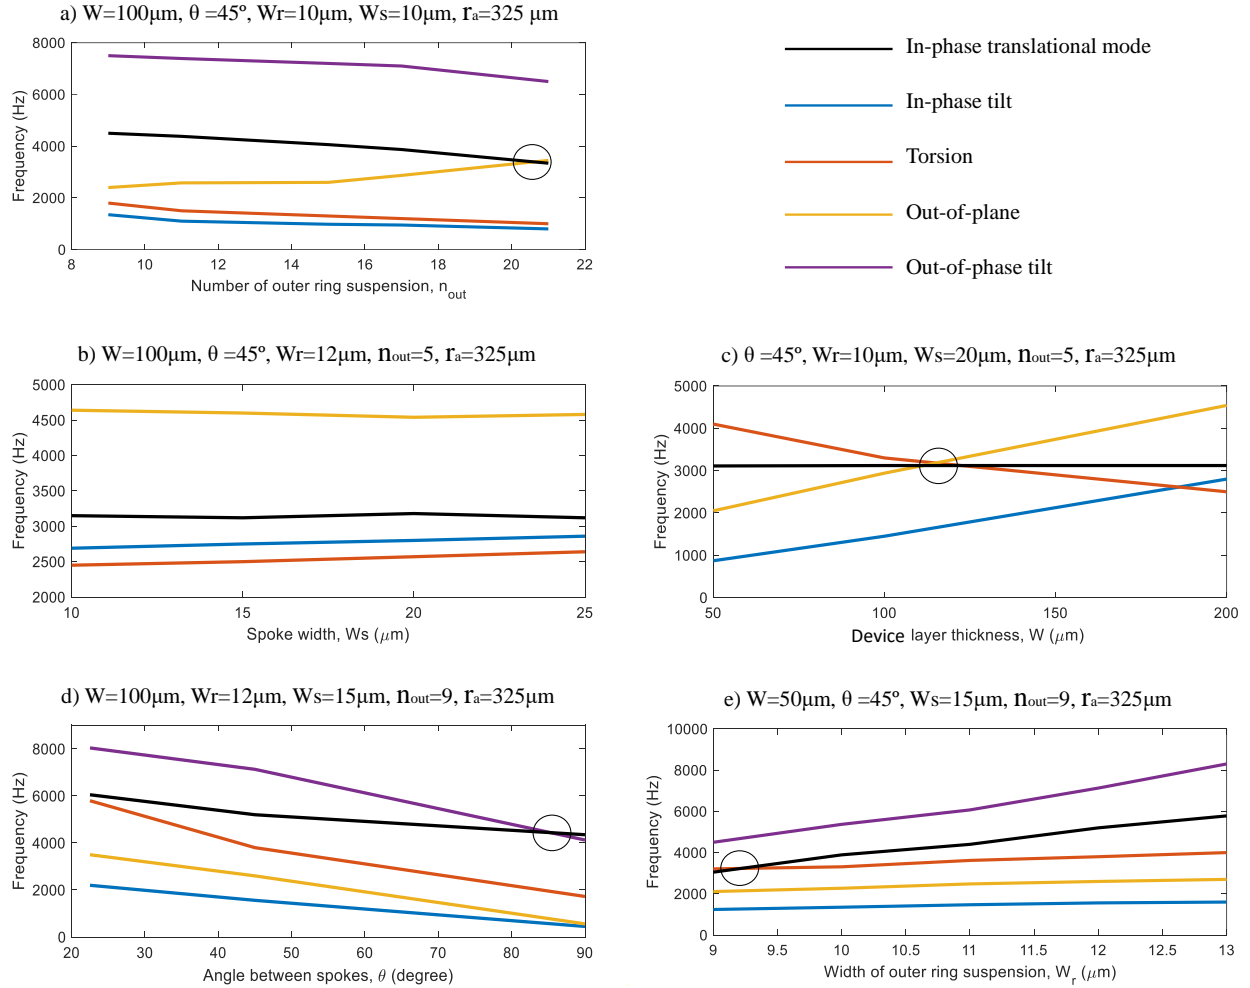 a) W=100μm, θ =45º, Wr=10μm, Ws=10μm, ra=325 μm
8000
6000
4000
2000
0
Frequency (Hz)
8 10 12 14 16 18 20 22
Number of outer ring suspension, nout
In-phase translational mode
In-phase tilt
Torsion
Out-of-plane
Out-of-phase tilt
b) W=100μm, θ =45º, Wr=12μm, nout=5, ra=325μm
5000
4500
4000
3500
3000
2500
2000
Frequency (Hz)
10 15 20 25
Spoke width, Ws (μm)
c) θ =45º, Wr=10μm, Ws=20μm, nout=5, ra=325μm
5000
4000
3000
2000
1000
0
Frequency (Hz)
50 100 150 200
Device layer thickness, W (μm)
d) W=100μm, Wr=12μm, Ws=15μm, nout=9, ra=325μm
8000
6000
4000
2000
0
Frequency (Hz)
20 30 40 50 60 70 80 90
Angle between spokes, θ (degree)
e) W=50μm, θ =45º, Ws=15μm, nout=9, ra=325μm
10000
8000
6000
4000
2000
0
Frequency (Hz)
9 9.5 10 10.5 11 11.5 12 12.5 13
Width of outer ring suspension, Wr (μm)